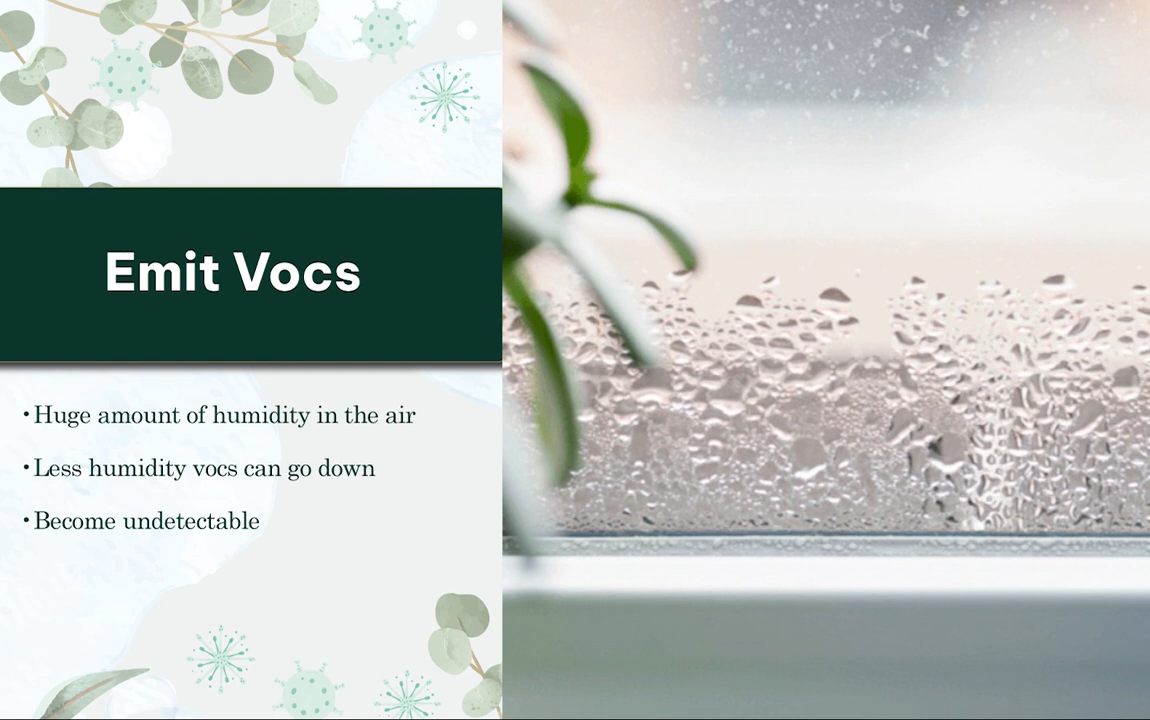 Emit Vocs
•Huge amount of humidity in the air
•Less humidity vocs can go down
•Become undetectable